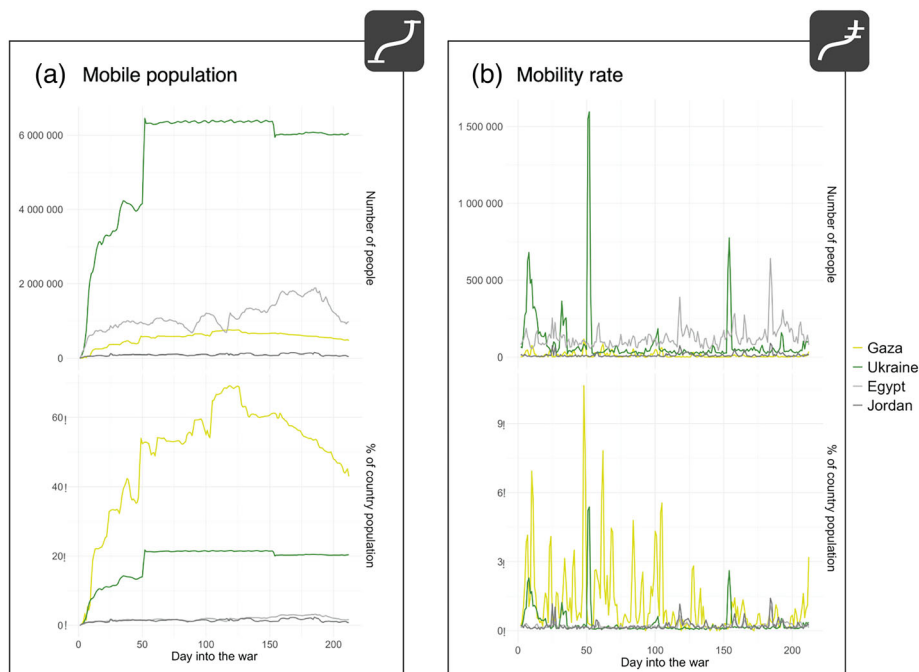 (a) Mobile population
6 000 000
4 000 000
2 000 000
0
Number of people
60!
40!
20!
0!
% of country population
0 50 100 150 200
Day into the war
(b) Mobility rate
1 500 000
1 000 000
500 000
0
Number of people
9!
6!
3!
0!
% of country population
0 50 100 150 200
Day into the war
Gaza
Ukraine
Egypt
Jordan